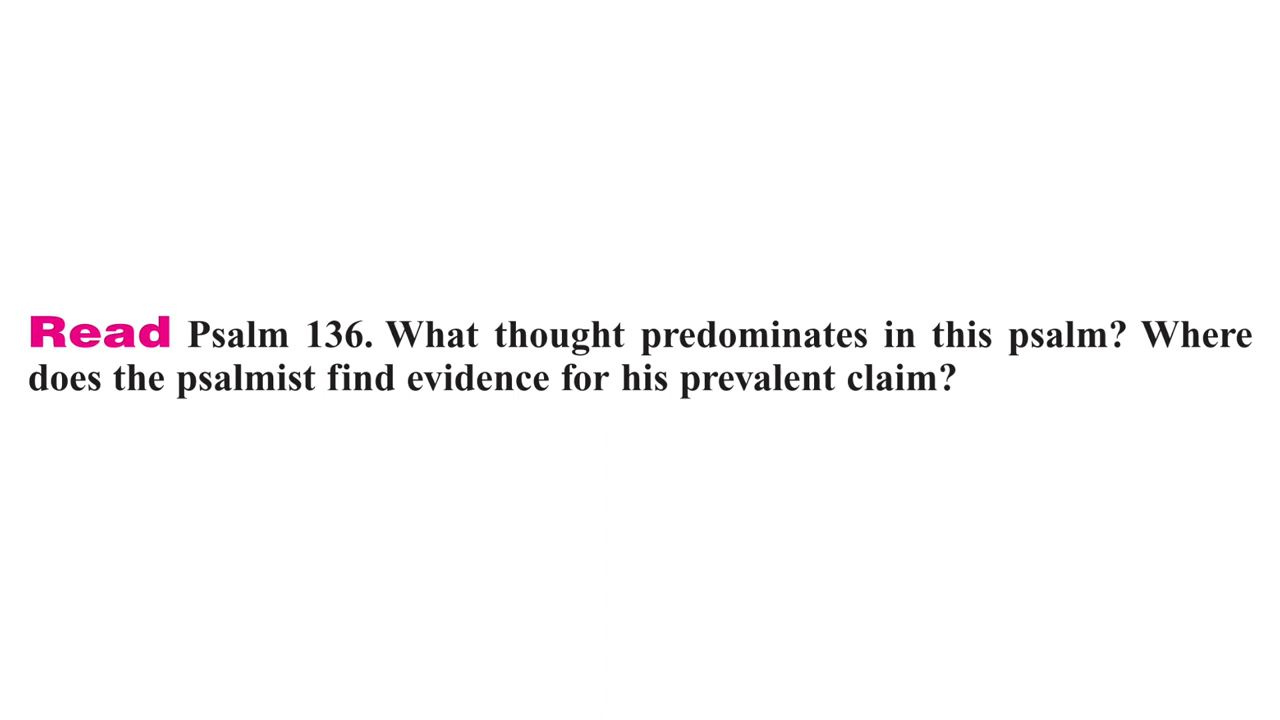 Read Psalm 136. What thought predominates in this psalm? Where
does the psalmist find evidence for his prevalent claim?